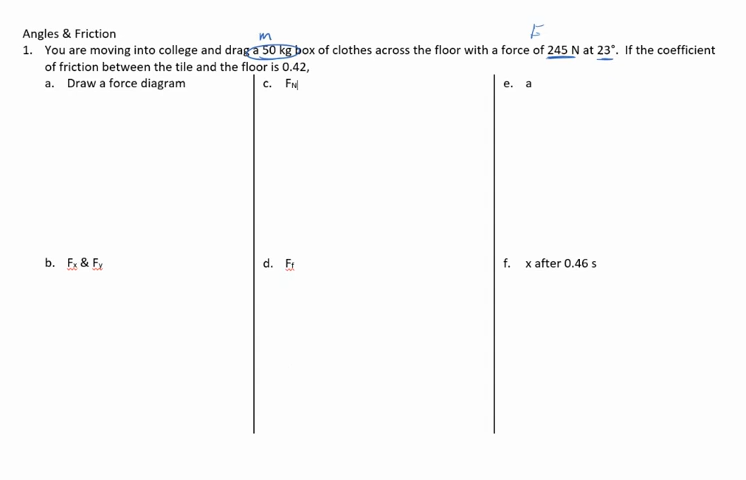 Angles & Friction
m
F
1. You are moving into college and drag a 50 kg box of clothes across the floor with a force of 245 N at 23°. If the coefficient
of friction between the tile and the floor is 0.42,
a. Draw a force diagram
c. FN
e. a
b. Fx & Fy
d. Ff
f. x after 0.46 s